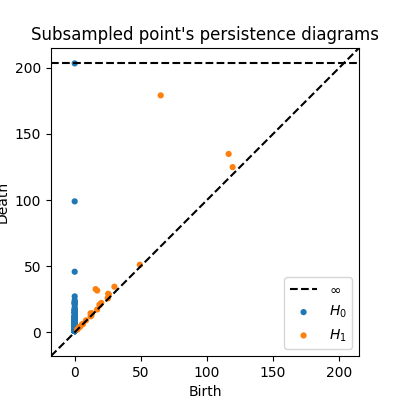 Subsampled point's persistence diagrams
200
150
100
50
0
Death
∞
H₀
H₁
0 50 100 150 200
Birth